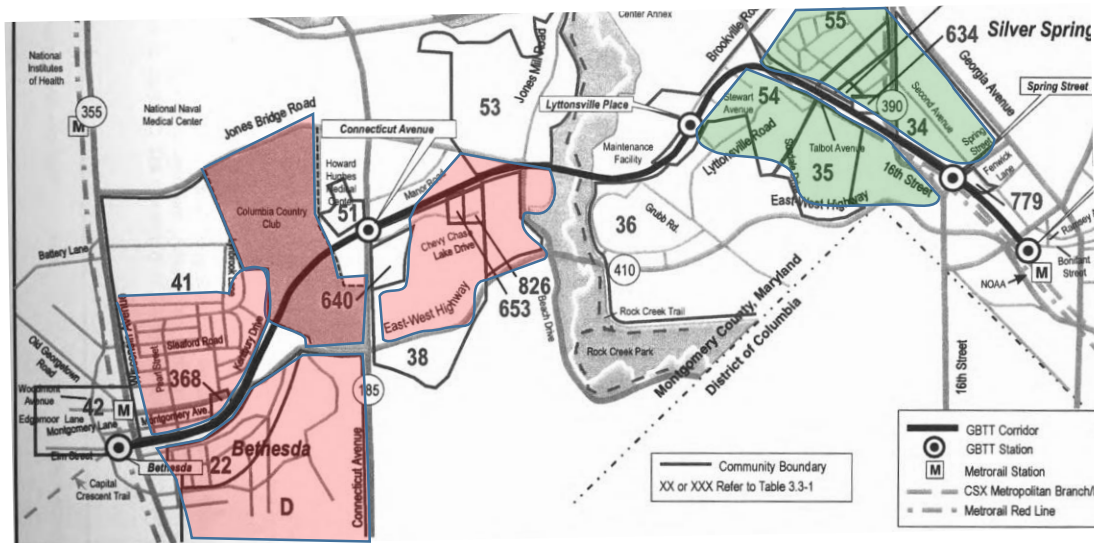 Center Annex
Brookville Ro
55
634
Silver Spring
National
Institutes
of Health
355
M
National Naval
Medical Center
Jones Bridge Road
Jones Mill Road
53
Connecticut Avenue
Lyttonsville Place
Stewart
Avenue
54
Lyttonsville Road
390
Second Avenue
Georgia Avenue
Spring Street
34
Spring
Street
Talbot Avenue
35
16th Street
Fenwick
Lane
East-West Highway
779
Maintenance
Facility
Howard
Hughes
Medical
Center
51
Manor Road
Columbia Country
Club
Chevy Chase
Lake Drive
36
Grubb Rd.
410
Battery Lane
41
640
826
653
East-West Highway
Beach Drive
Rock Creek Trail
Rock Creek Park
Montgomery County, Maryland
District of Columbia
NOAA
M
Bonifant
Street
Ramsey
Sleaford Road
Pearl Street
Kentbury Drive
368
38
Old Georgetown
Road
Woodmont
Avenue
42
M
Edgemoor Lane
Montgomery Lane
Montgomery Ave.
Elm Street
Bethesda
22
Bethesda
D
185
Connecticut Avenue
Capital
Crescent Trail
16th Street
Community Boundary
XX or XXX Refer to Table 3.3-1
GBTT Corridor
GBTT Station
M Metrorail Station
CSX Metropolitan Branch/
Metrorail Red Line